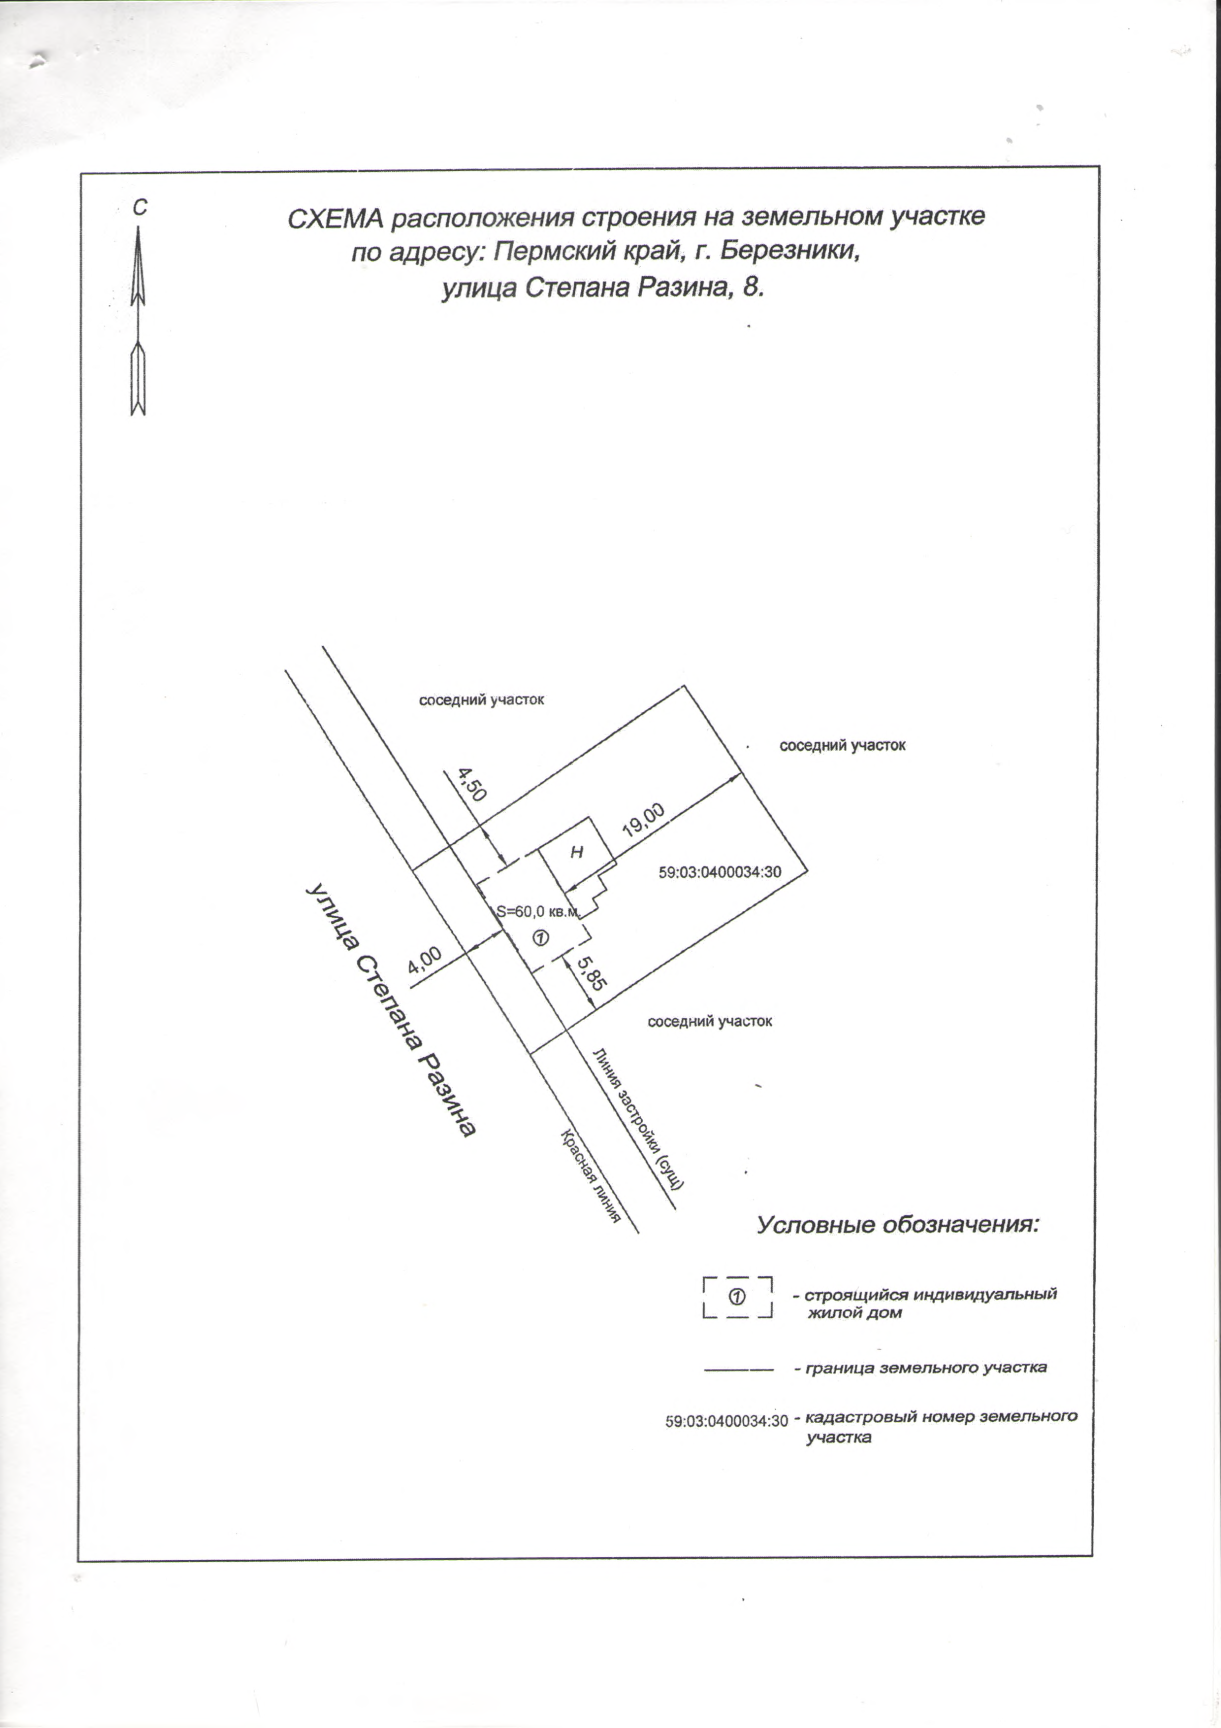 С
СХЕМА расположения строения на земельном участке
по адресу: Пермский край, г. Березники,
улица Степана Разина, 8.
соседний участок
соседний участок
4,50
19,00
Н
59:03:0400034:30
S=60,0 кв.м.
1
4,00
5,85
улица Степана Разина
соседний участок
Линия застройки (сущ)
Красная линия
Условные обозначения:
1 - строящийся индивидуальный
жилой дом
- граница земельного участка
59:03:0400034:30 - кадастровый номер земельного
участка